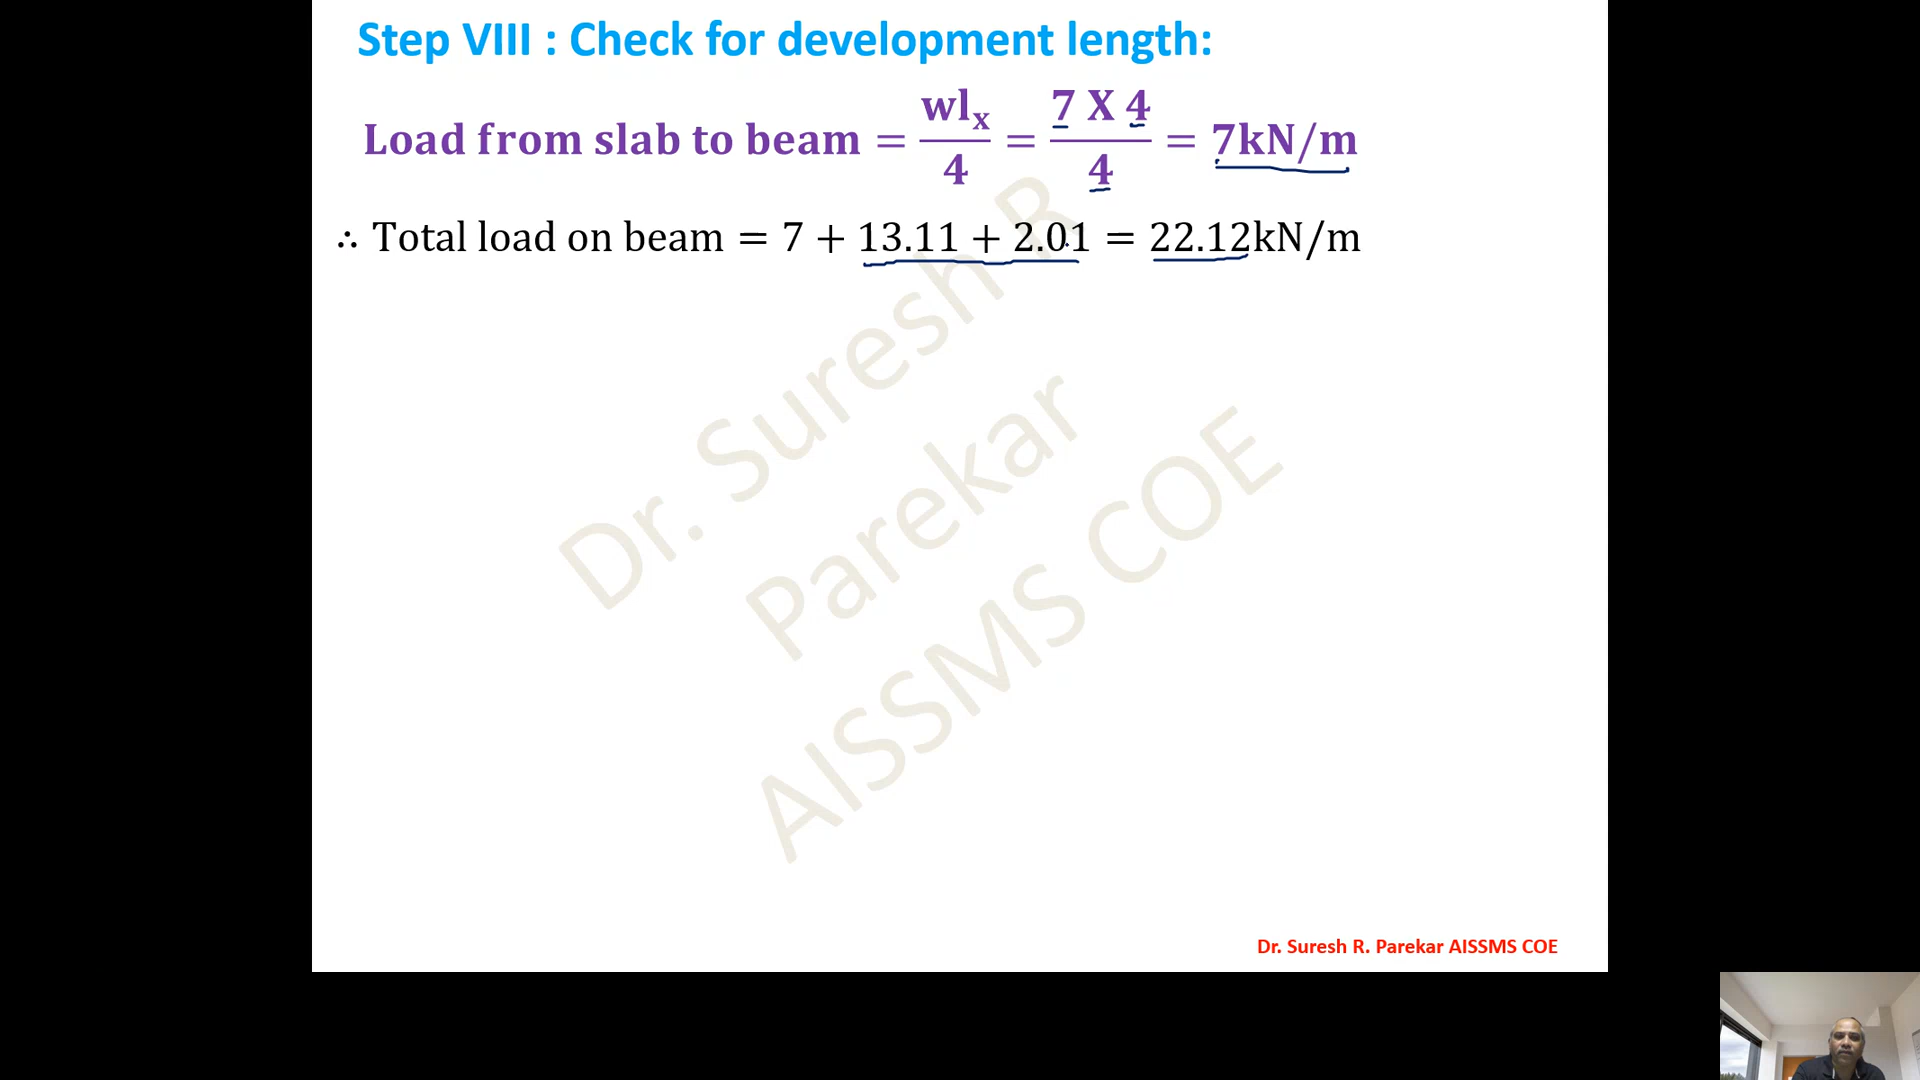 Step VIII : Check for development length:
Load from slab to beam = wlₓ/4 = 7 X 4/4 = 7kN/m
∴ Total load on beam = 7 + 13.11 + 2.01 = 22.12kN/m
Dr. Suresh R
Parekar
AISSMS COE
Dr. Suresh R. Parekar AISSMS COE